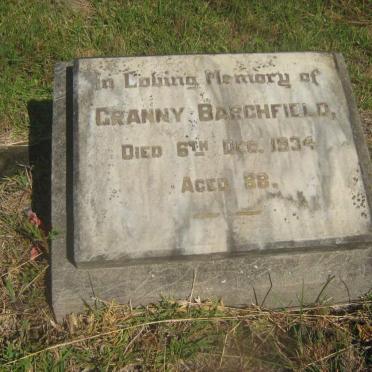 In Loving Memory of
GRANNY BARCHFIELD,
DIED 6TH DEC. 1934
AGED 88.